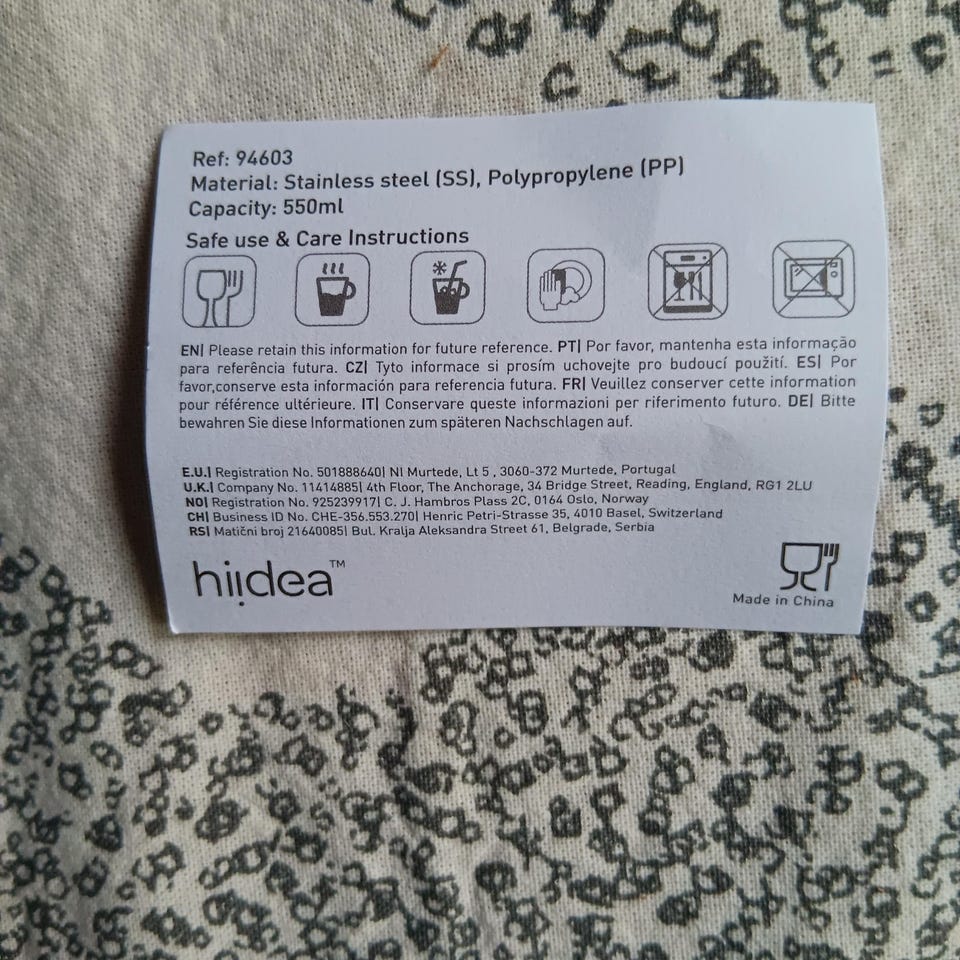 Ref: 94603
Material: Stainless steel (SS), Polypropylene (PP)
Capacity: 550ml
Safe use & Care Instructions
EN| Please retain this information for future reference. PT| Por favor, mantenha esta informação
para referência futura. CZ| Tyto informace si prosím uchovejte pro budoucí použití. ES| Por
favor,conserve esta información para referencia futura. FR| Veuillez conserver cette information
pour référence ultérieure. IT| Conservare queste informazioni per riferimento futuro. DE| Bitte
bewahren Sie diese Informationen zum späteren Nachschlagen auf.
E.U.| Registration No. 501888640| NI Murtede, Lt 5 , 3060-372 Murtede, Portugal
U.K.| Company No. 11414885| 4th Floor, The Anchorage, 34 Bridge Street, Reading, England, RG1 2LU
NO| Registration No. 925239917| C. J. Hambros Plass 2C, 0164 Oslo, Norway
CH| Business ID No. CHE-356.553.270| Henric Petri-Strasse 35, 4010 Basel, Switzerland
RS| Matični broj 21640085| Bul. Kralja Aleksandra Street 61, Belgrade, Serbia
hi!dea™
Made in China